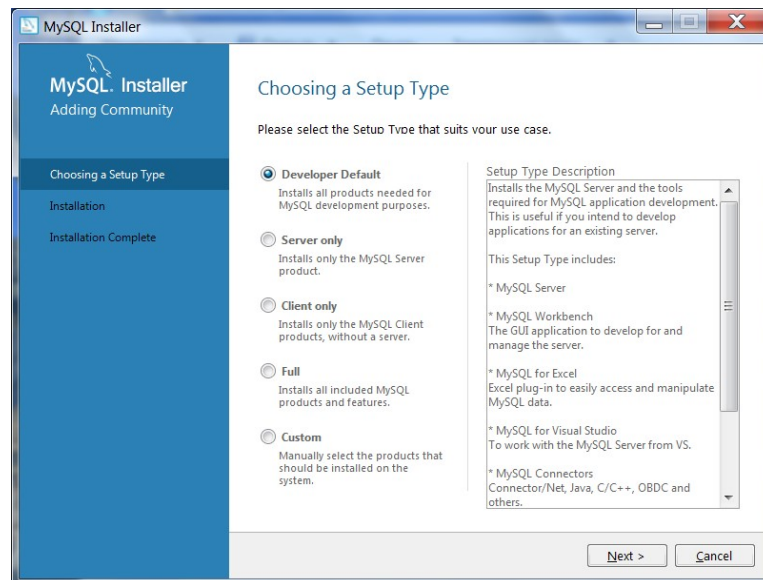 MySQL Installer
MySQL. Installer
Adding Community
Choosing a Setup Type
Installation
Installation Complete
Choosing a Setup Type
Please select the Setup Type that suits your use case.
Developer Default
Installs all products needed for
MySQL development purposes.
Server only
Installs only the MySQL Server
product.
Client only
Installs only the MySQL Client
products, without a server.
Full
Installs all included MySQL
products and features.
Custom
Manually select the products that
should be installed on the
system.
Setup Type Description
Installs the MySQL Server and the tools
required for MySQL application development.
This is useful if you intend to develop
applications for an existing server.
This Setup Type includes:
* MySQL Server
* MySQL Workbench
The GUI application to develop for and
manage the server.
* MySQL for Excel
Excel plug-in to easily access and manipulate
MySQL data.
* MySQL for Visual Studio
To work with the MySQL Server from VS.
* MySQL Connectors
Connector/Net, Java, C/C++, OBDC and
others.
Next >
Cancel